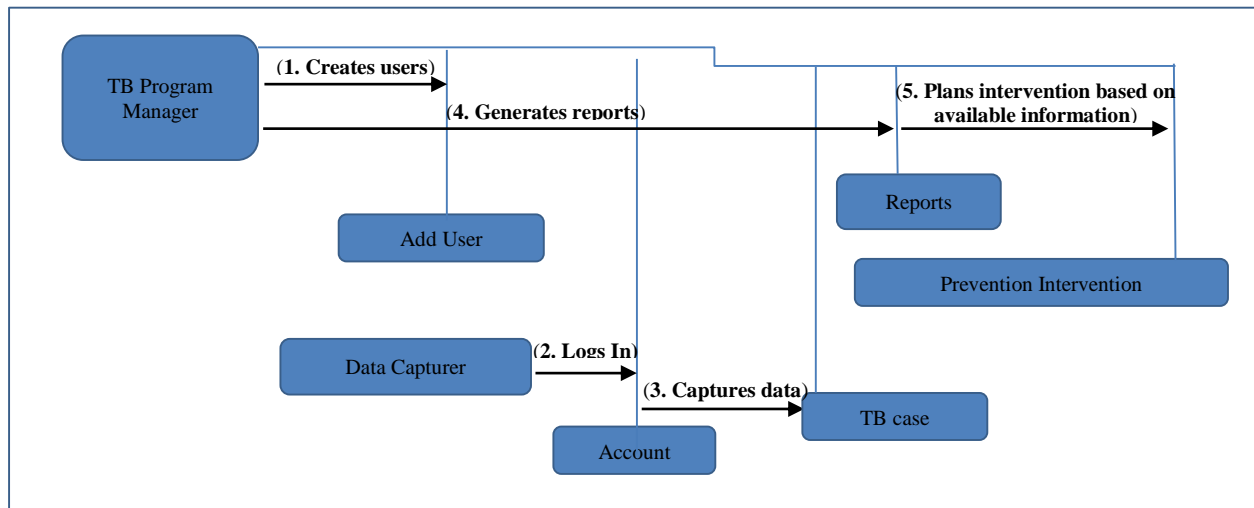 TB Program
Manager
(1. Creates users)
(4. Generates reports)
(5. Plans intervention based on
available information)
Reports
Add User
Prevention Intervention
Data Capturer
(2. Logs In)
(3. Captures data)
TB case
Account